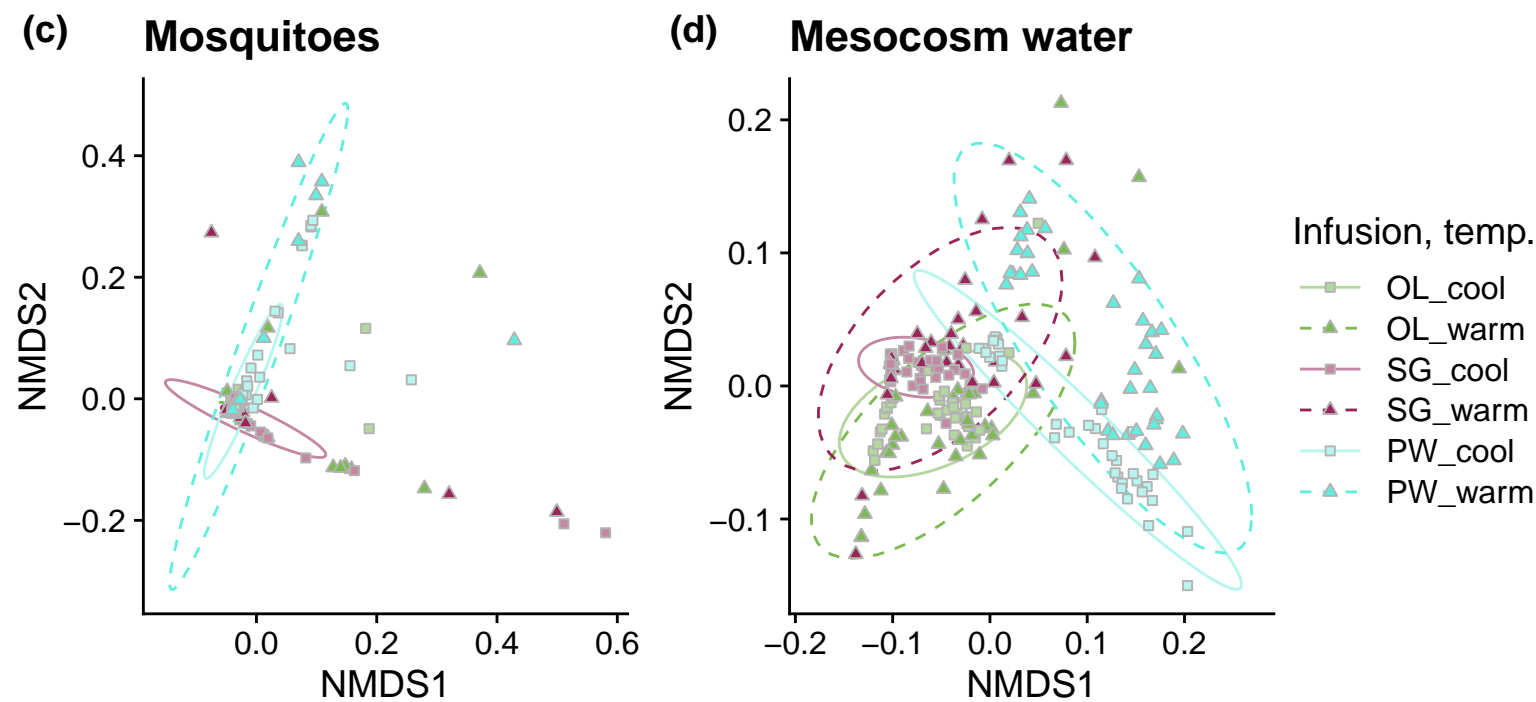 (c) Mosquitoes
NMDS2
0.4
0.2
0.0
−0.2
0.0 0.2 0.4 0.6
NMDS1
(d) Mesocosm water
NMDS2
0.2
0.1
0.0
−0.1
−0.2 −0.1 0.0 0.1 0.2
NMDS1
Infusion, temp.
OL_cool
OL_warm
SG_cool
SG_warm
PW_cool
PW_warm